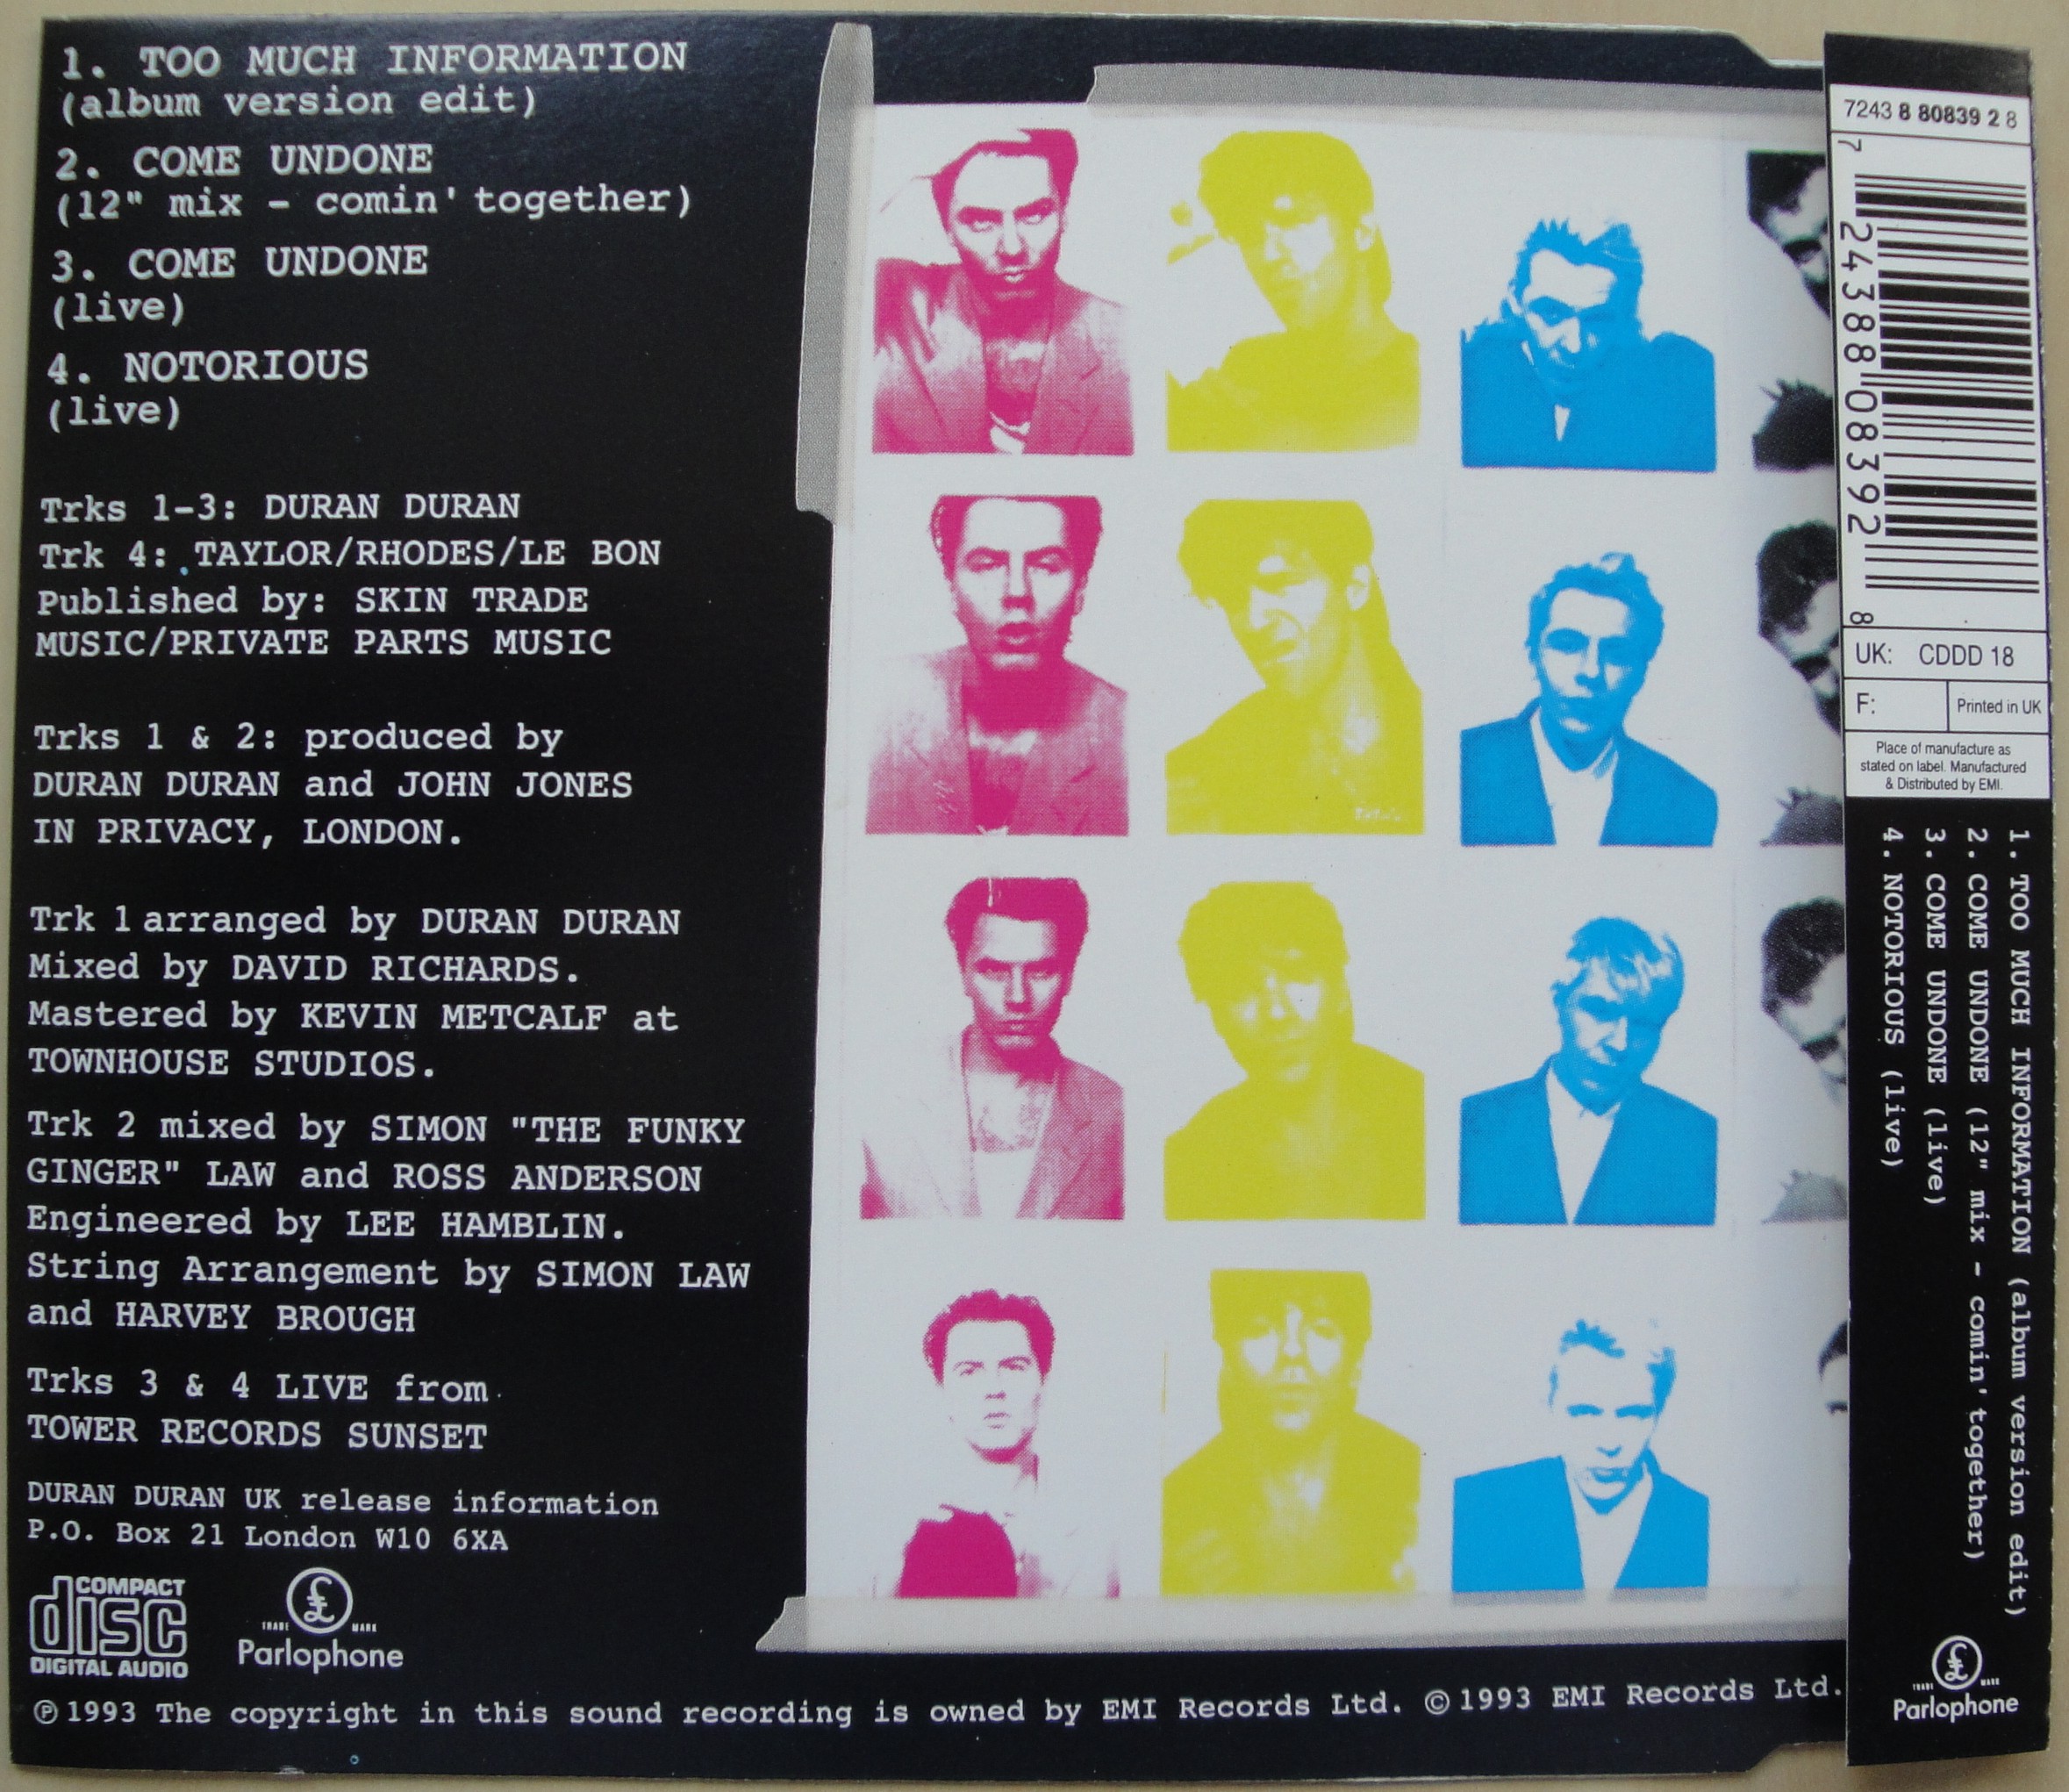 1. TOO MUCH INFORMATION
(album version edit)
2. COME UNDONE
(12" mix - comin' together)
3. COME UNDONE
(live)
4. NOTORIOUS
(live)
Trks 1-3: DURAN DURAN
Trk 4: TAYLOR/RHODES/LE BON
Published by: SKIN TRADE
MUSIC/PRIVATE PARTS MUSIC
Trks 1 & 2: produced by
DURAN DURAN and JOHN JONES
IN PRIVACY, LONDON.
Trk 1 arranged by DURAN DURAN
Mixed by DAVID RICHARDS.
Mastered by KEVIN METCALF at
TOWNHOUSE STUDIOS.
Trk 2 mixed by SIMON "THE FUNKY
GINGER" LAW and ROSS ANDERSON
Engineered by LEE HAMBLIN.
String Arrangement by SIMON LAW
and HARVEY BROUGH
Trks 3 & 4 LIVE from
TOWER RECORDS SUNSET
DURAN DURAN UK release information
P.O. Box 21 London W10 6XA
COMPACT
disc
DIGITAL AUDIO
£
TRADE MARK
Parlophone
℗ 1993 The copyright in this sound recording is owned by EMI Records Ltd. © 1993 EMI Records Ltd.
7243 8 80839 2 8
7 24388 08392 8
UK: CDDD 18
F:
Printed in UK
Place of manufacture as
stated on label. Manufactured
& Distributed by EMI.
1. TOO MUCH INFORMATION (album version edit)
2. COME UNDONE (12" mix - comin' together)
3. COME UNDONE (live)
4. NOTORIOUS (live)
£
TRADE MARK
Parlophone